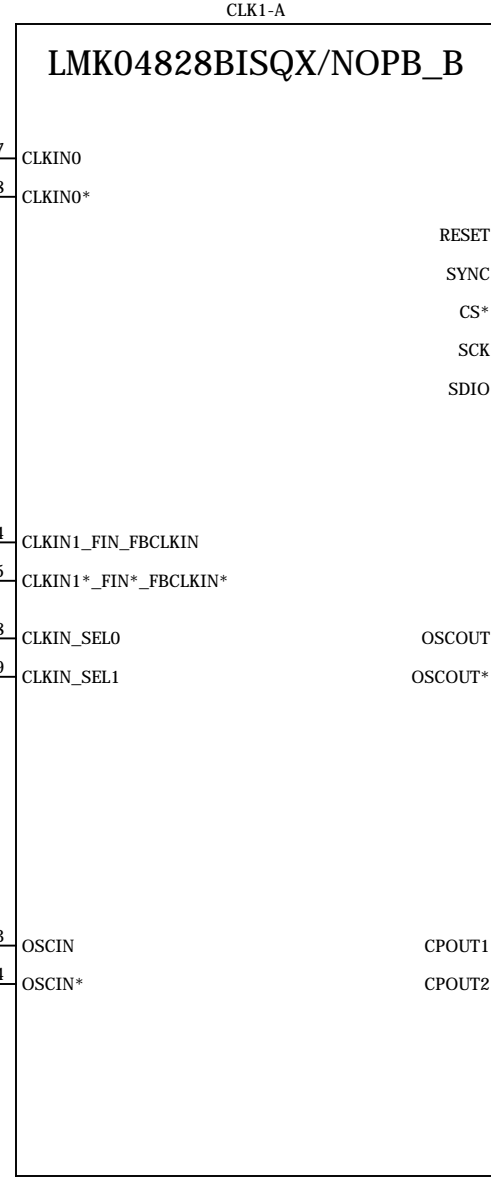 CLK1-A
LMK04828BISQX/NOPB_B
CLKIN0
CLKIN0*
RESET
SYNC
CS*
SCK
SDIO
CLKIN1_FIN_FBCLKIN
CLKIN1*_FIN*_FBCLKIN*
CLKIN_SEL0 OSCOUT
CLKIN_SEL1 OSCOUT*
OSCIN CPOUT1
OSCIN* CPOUT2